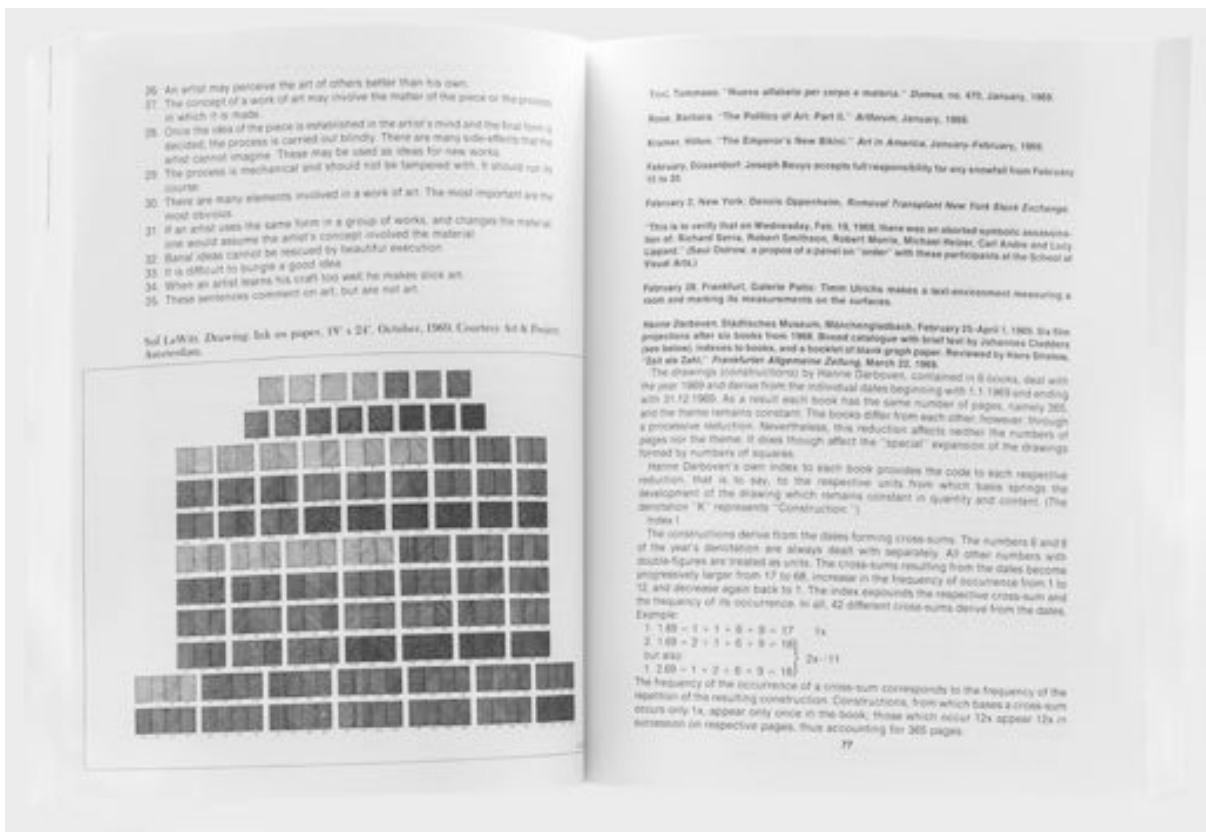 26. An artist may perceive the art of others better than his own.
27. The concept of a work of art may involve the matter of the piece or the process
in which it is made.
28. Once the idea of the piece is established in the artist's mind and the final form is
decided, the process is carried out blindly. There are many side-effects that the
artist cannot imagine. These may be used as ideas for new works.
29. The process is mechanical and should not be tampered with. It should run its
course.
30. There are many elements involved in a work of art. The most important are the
most obvious.
31. If an artist uses the same form in a group of works, and changes the material,
one would assume the artist's concept involved the material.
32. Banal ideas cannot be rescued by beautiful execution.
33. It is difficult to bungle a good idea.
34. When an artist learns his craft too well he makes slick art.
35. These sentences comment on art, but are not art.
Sol LeWitt. Drawing. Ink on paper, 19" x 24". October, 1969. Courtesy Art & Project,
Amsterdam.
Trini, Tommaso. "Nuovo alfabeto per corpo e materia." Domus, no. 470, January, 1969.
Rose, Barbara. "The Politics of Art: Part II." Artforum, January, 1969.
Kramer, Hilton. "The Emperor's New Bikini." Art in America, January-February, 1969.
February, Düsseldorf: Joseph Beuys accepts full responsibility for any snowfall from February
15 to 20.
February 2, New York: Dennis Oppenheim, Removal Transplant New York Stock Exchange.
"This is to verify that on Wednesday, Feb. 19, 1969, there was an aborted symbolic assassina-
tion of: Richard Serra, Robert Smithson, Robert Morris, Michael Heizer, Carl Andre and Lucy
Lippard." (Saul Ostrow, a propos of a panel on "order" with these participants at the School of
Visual Arts.)
February 28, Frankfurt, Galerie Patio: Timm Ulrichs makes a text-environment measuring a
room and marking its measurements on the surfaces.
Hanne Darboven, Städtisches Museum, Mönchengladbach, February 25-April 1, 1969. Six film
projections after six books from 1968. Boxed catalogue with brief text by Johannes Cladders
(see below), indexes to books, and a booklet of blank graph paper. Reviewed by Hans Strelow,
"Zeit als Zahl," Frankfurter Allgemeine Zeitung, March 22, 1969.
The drawings (constructions) by Hanne Darboven, contained in 6 books, deal with
the year 1969 and derive from the individual dates beginning with 1.1.1969 and ending
with 31.12.1969. As a result each book has the same number of pages, namely 365,
and the theme remains constant. The books differ from each other, however, through
a processive reduction. Nevertheless, this reduction affects neither the numbers of
pages nor the theme. It does though affect the "special" expansion of the drawings
formed by numbers of squares.
Hanne Darboven's own index to each book provides the code to each respective
reduction, that is to say, to the respective units from which basis springs the
development of the drawing which remains constant in quantity and content. (The
denotation "K" represents "Construction.")
Index I
The constructions derive from the dates forming cross-sums. The numbers 6 and 9
of the year's denotation are always dealt with separately. All other numbers with
double-figures are treated as units. The cross-sums resulting from the dates become
progressively larger from 17 to 68, increase in the frequency of occurrence from 1 to
12, and decrease again back to 1. The index expounds the respective cross-sum and
the frequency of its occurrence. In all, 42 different cross-sums derive from the dates.
Example:
1. 1.69 = 1 + 1 + 6 + 9 = 17 1x
2. 1.69 = 2 + 1 + 6 + 9 = 18
but also
1. 2.69 = 1 + 2 + 6 + 9 = 18
The frequency of the occurrence of a cross-sum corresponds to the frequency of the
repetition of the resulting construction. Constructions, from which bases a cross-sum
occurs only 1x, appear only once in the book; those which occur 12x appear 12x in
succession on respective pages, thus accounting for 365 pages.
77